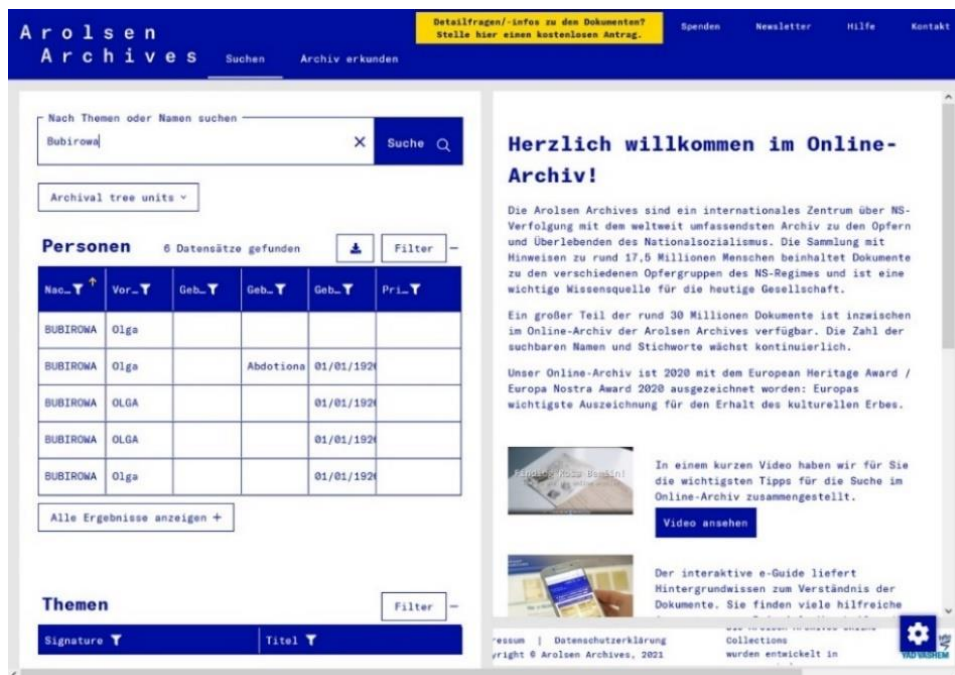 Arolsen
Archives
Detailfragen/-infos zu den Dokumenten?
Stelle hier einen kostenlosen Antrag.
Spenden
Newsletter
Hilfe
Kontakt
Suchen
Archiv erkunden
Nach Themen oder Namen suchen
Bubirowa
Suche
Archival tree units
Personen
6 Datensätze gefunden
Filter
Nac… Vor… Geb… Geb… Geb… Pri…
BUBIROWA Olga
BUBIROWA Olga Abdotiona 01/01/192
BUBIROWA OLGA 01/01/192
BUBIROWA OLGA 01/01/192
BUBIROWA Olga 01/01/192
Alle Ergebnisse anzeigen +
Themen
Filter
Signature Titel
Herzlich willkommen im Online-
Archiv!
Die Arolsen Archives sind ein internationales Zentrum über NS-
Verfolgung mit dem weltweit umfassendsten Archiv zu den Opfern
und Überlebenden des Nationalsozialismus. Die Sammlung mit
Hinweisen zu rund 17,5 Millionen Menschen beinhaltet Dokumente
zu den verschiedenen Opfergruppen des NS-Regimes und ist eine
wichtige Wissensquelle für die heutige Gesellschaft.
Ein großer Teil der rund 30 Millionen Dokumente ist inzwischen
im Online-Archiv der Arolsen Archives verfügbar. Die Zahl der
suchbaren Namen und Stichworte wächst kontinuierlich.
Unser Online-Archiv ist 2020 mit dem European Heritage Award /
Europa Nostra Award 2020 ausgezeichnet worden: Europas
wichtigste Auszeichnung für den Erhalt des kulturellen Erbes.
In einem kurzen Video haben wir für Sie
die wichtigsten Tipps für die Suche im
Online-Archiv zusammengestellt.
Video ansehen
Der interaktive e-Guide liefert
Hintergrundwissen zum Verständnis der
Dokumente. Sie finden viele hilfreiche
ressum | Datenschutzerklärung
yright © Arolsen Archives, 2021
Collections
wurden entwickelt in
YAD VASHEM